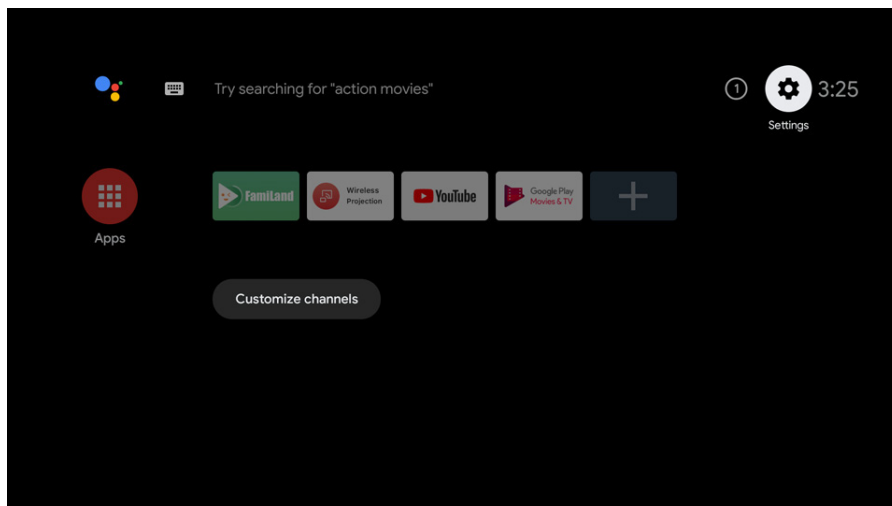 Try searching for "action movies"
1
3:25
Settings
FamiLand
Wireless
Projection
YouTube
Google Play
Movies & TV
Apps
Customize channels